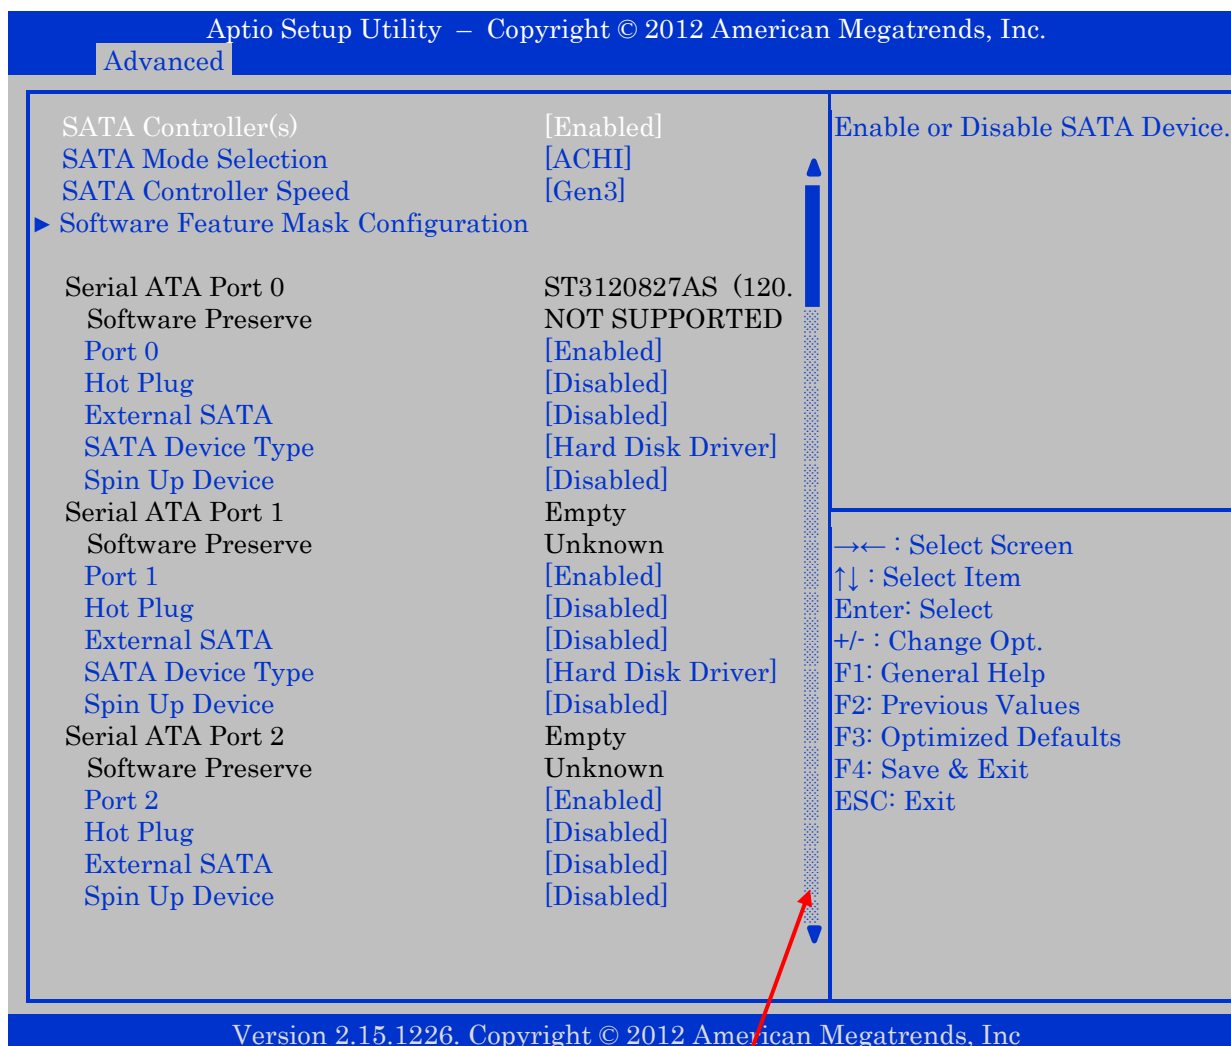 Aptio Setup Utility – Copyright © 2012 American Megatrends, Inc.
Advanced
SATA Controller(s) [Enabled]
SATA Mode Selection [ACHI]
SATA Controller Speed [Gen3]
► Software Feature Mask Configuration
Serial ATA Port 0 ST3120827AS (120.
Software Preserve NOT SUPPORTED
Port 0 [Enabled]
Hot Plug [Disabled]
External SATA [Disabled]
SATA Device Type [Hard Disk Driver]
Spin Up Device [Disabled]
Serial ATA Port 1 Empty
Software Preserve Unknown
Port 1 [Enabled]
Hot Plug [Disabled]
External SATA [Disabled]
SATA Device Type [Hard Disk Driver]
Spin Up Device [Disabled]
Serial ATA Port 2 Empty
Software Preserve Unknown
Port 2 [Enabled]
Hot Plug [Disabled]
External SATA [Disabled]
Spin Up Device [Disabled]
Enable or Disable SATA Device.
→← : Select Screen
↑↓ : Select Item
Enter: Select
+/- : Change Opt.
F1: General Help
F2: Previous Values
F3: Optimized Defaults
F4: Save & Exit
ESC: Exit
Version 2.15.1226. Copyright © 2012 American Megatrends, Inc